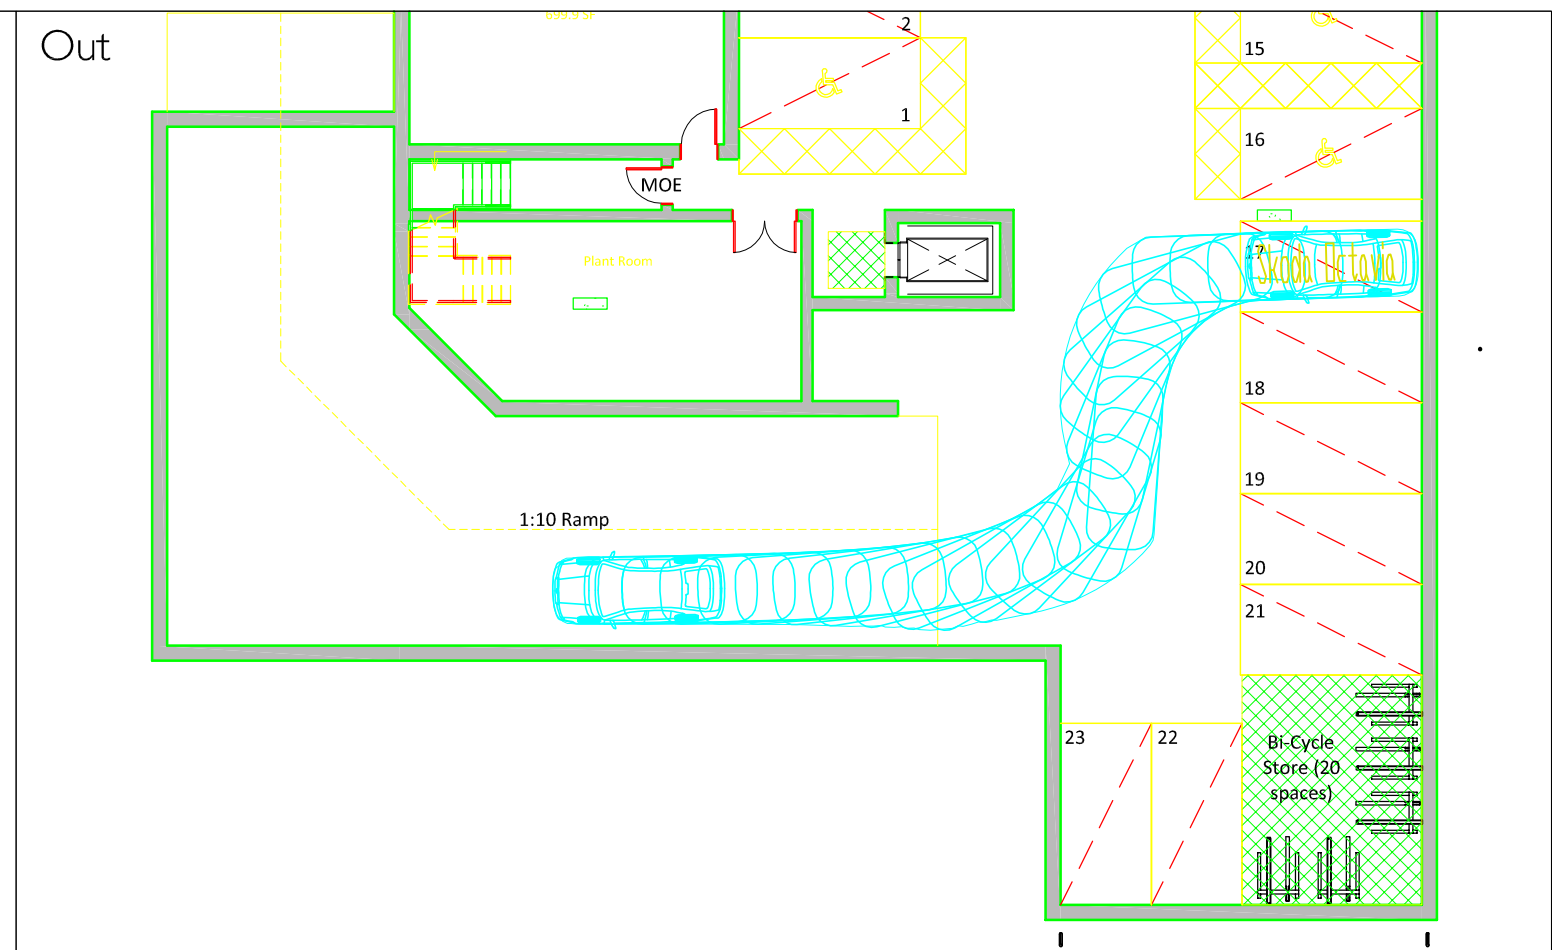 Out
699.9 SF
2
1
15
16
MOE
Plant Room
17
Skoda Octavia
18
19
20
21
1:10 Ramp
23
22
Bi-Cycle
Store (20
spaces)